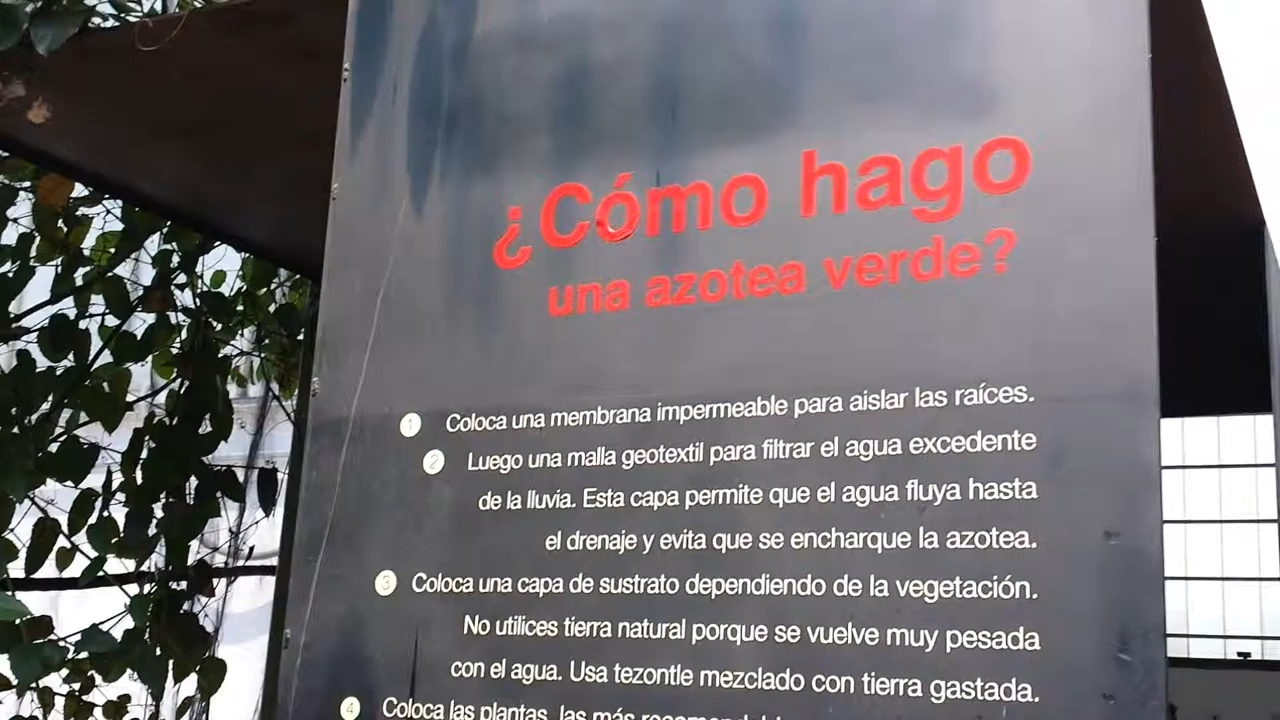 ¿Cómo hago
una azotea verde?
1 Coloca una membrana impermeable para aislar las raíces.
2 Luego una malla geotextil para filtrar el agua excedente
de la lluvia. Esta capa permite que el agua fluya hasta
el drenaje y evita que se encharque la azotea.
3 Coloca una capa de sustrato dependiendo de la vegetación.
No utilices tierra natural porque se vuelve muy pesada
con el agua. Usa tezontle mezclado con tierra gastada.
4 Coloca las plantas, las más